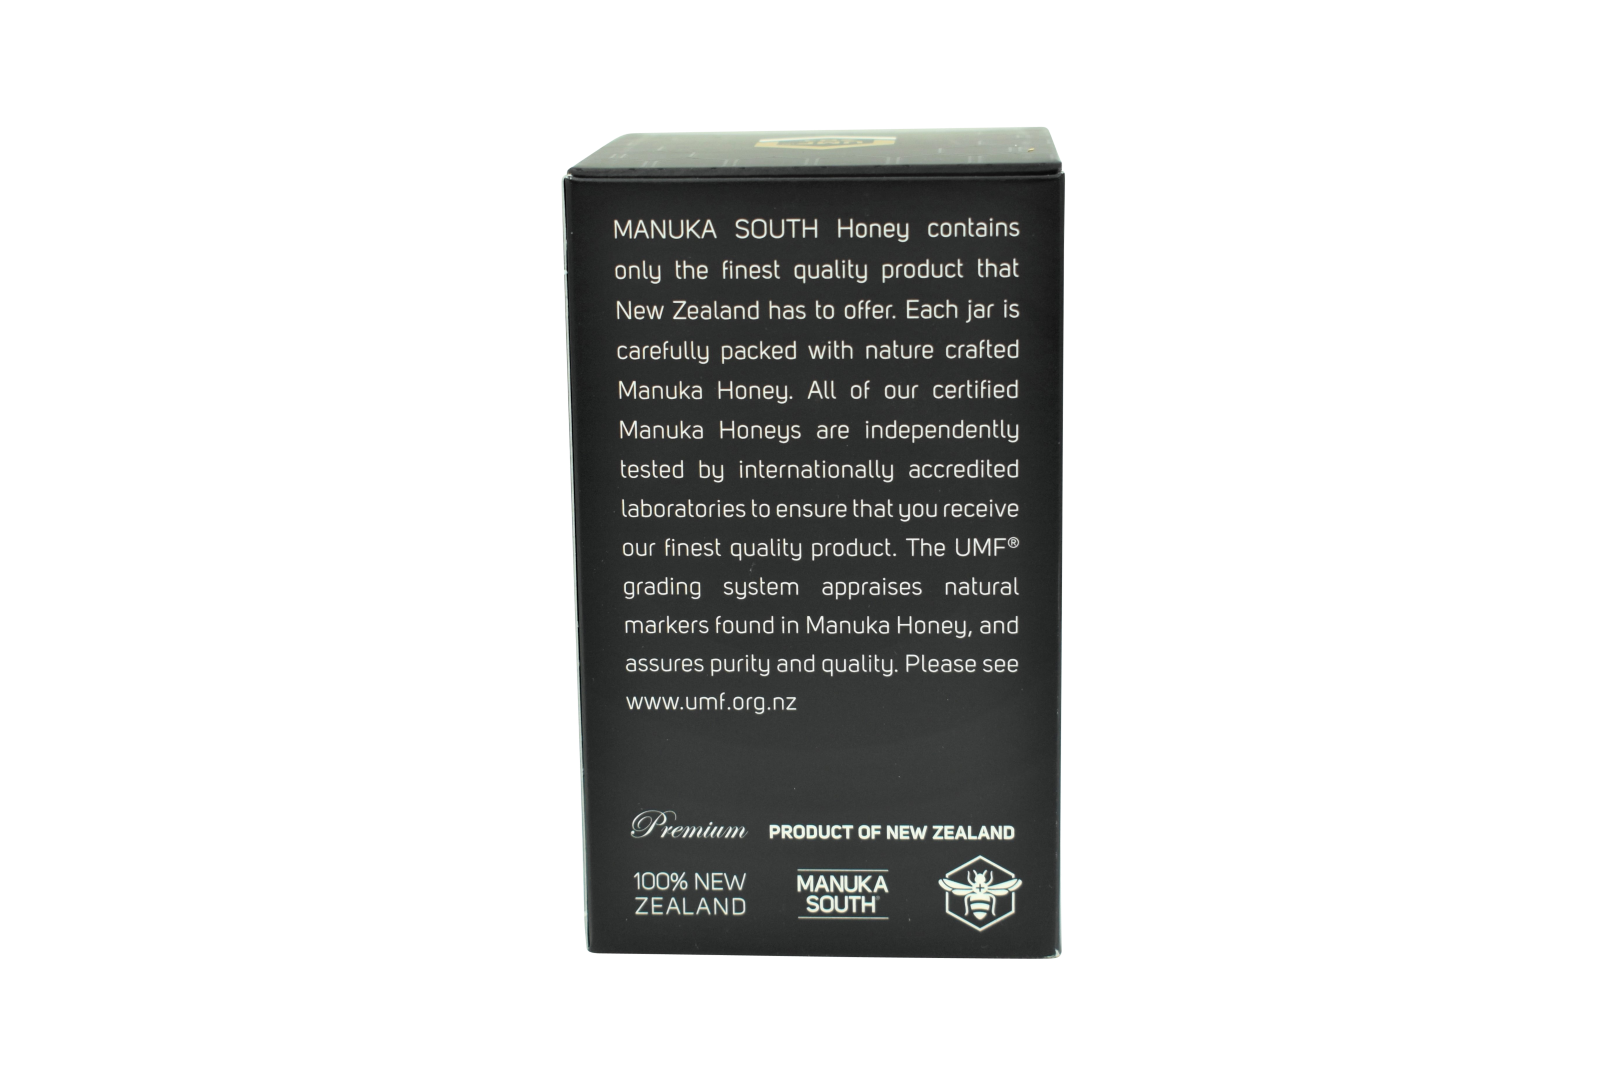 MANUKA SOUTH Honey contains
only the finest quality product that
New Zealand has to offer. Each jar is
carefully packed with nature crafted
Manuka Honey. All of our certified
Manuka Honeys are independently
tested by internationally accredited
laboratories to ensure that you receive
our finest quality product. The UMF®
grading system appraises natural
markers found in Manuka Honey, and
assures purity and quality. Please see
www.umf.org.nz
Premium PRODUCT OF NEW ZEALAND
100% NEW
ZEALAND
MANUKA
SOUTH